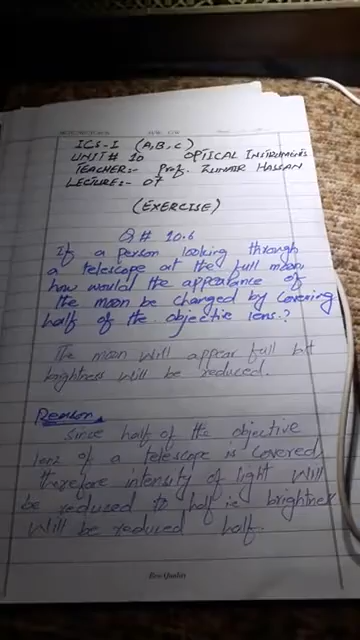 ICS-I (A, B, C)
UNIT # 10 OPTICAL INSTRUMENTS
TEACHER:- Prof. ZUNAIR HASSAN
LECTURE:- 07
(EXERCISE)
Q # 10.6
If a person looking through
a telescope at the full moon,
how would the appearance of
the moon be changed by covering
half of the objective lens.?
The moon will appear full but
brightness will be reduced.
Reason
Since half of the objective
lens of a telescope is covered,
therefore intensity of light will
be reduced to half i.e brightness
will be reduced half.
Best Quality